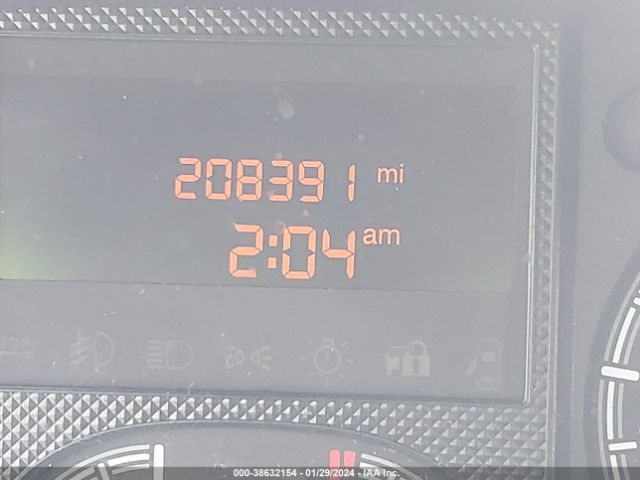 208391 mi
2:04 am
000-38632154 - 01/29/2024 - IAA Inc.